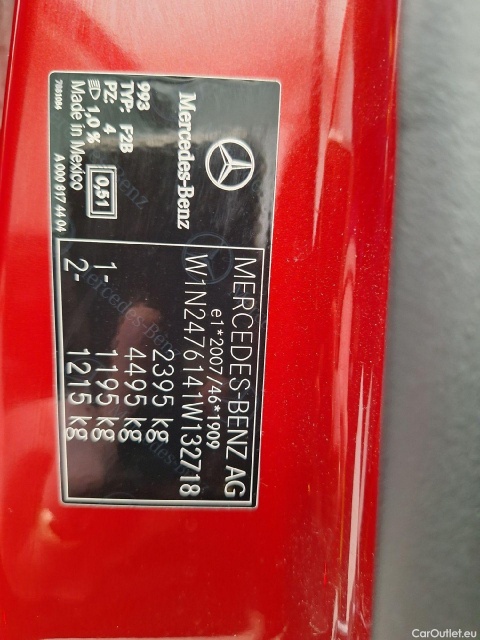 Mercedes-Benz
993
TYP: F2B
PZ: 4
1,0 %
0,51
Made in Mexico
7081084
A 000 817 44 04
MERCEDES-BENZ AG
e1*2007/46*1909
W1N2476141W132718
2395 kg
4495 kg
1- 1195 kg
2- 1215 kg
CarOutlet.eu